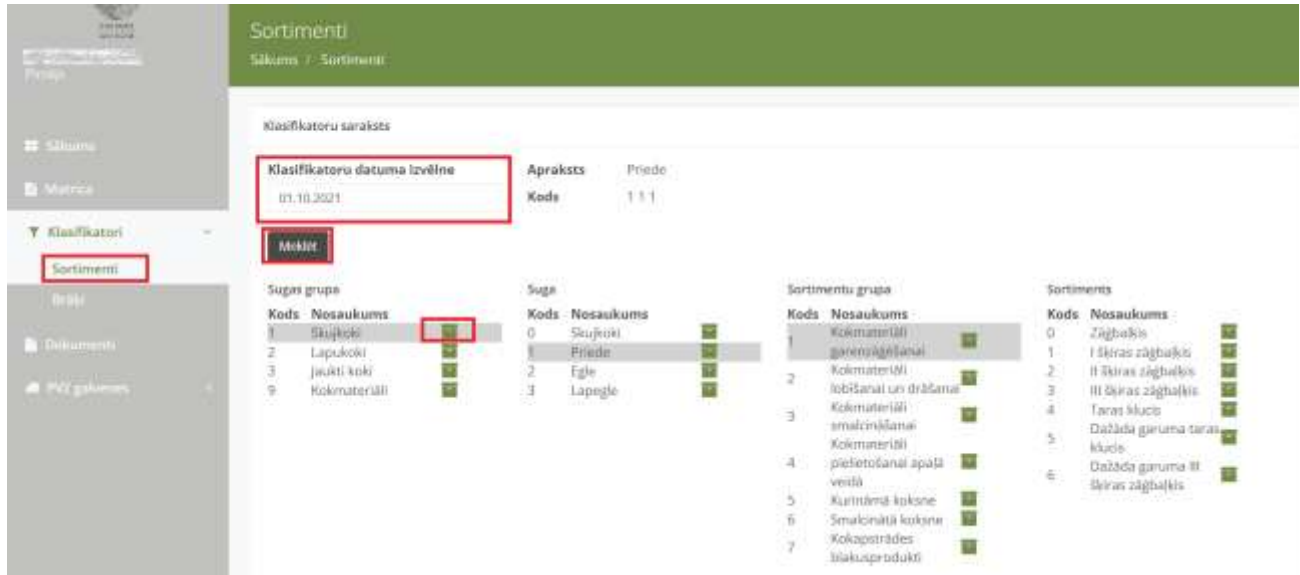 Sortimenti
Sākums / Sortimenti
Klasifikatoru saraksts
Klasifikatoru datuma izvēlne
01.10.2021
Apraksts Priede
Kods 1 1 1
Meklēt
Sākums
Matrica
Klasifikatori
Sortimenti
Brāķi
Dokumenti
PVZ galvenes
Sugas grupa
Kods Nosaukums
1 Skujkoki
2 Lapukoki
3 Jaukti koki
9 Kokmateriāli
Suga
Kods Nosaukums
0 Skujkoki
1 Priede
2 Egle
3 Lapegle
Sortimentu grupa
Kods Nosaukums
1 Kokmateriāli
garenzāģēšanai
2 Kokmateriāli
lobīšanai un drāšanai
3 Kokmateriāli
smalcināšanai
4 Kokmateriāli
pielietošanai apaļā
veidā
5 Kurināmā koksne
6 Smalcinātā koksne
7 Kokapstrādes
blakusprodukti
Sortiments
Kods Nosaukums
0 Zāģbaļķis
1 I šķiras zāģbaļķis
2 II šķiras zāģbaļķis
3 III šķiras zāģbaļķis
4 Taras klucis
5 Dažāda garuma taras
klucis
6 Dažāda garuma III
šķiras zāģbaļķis